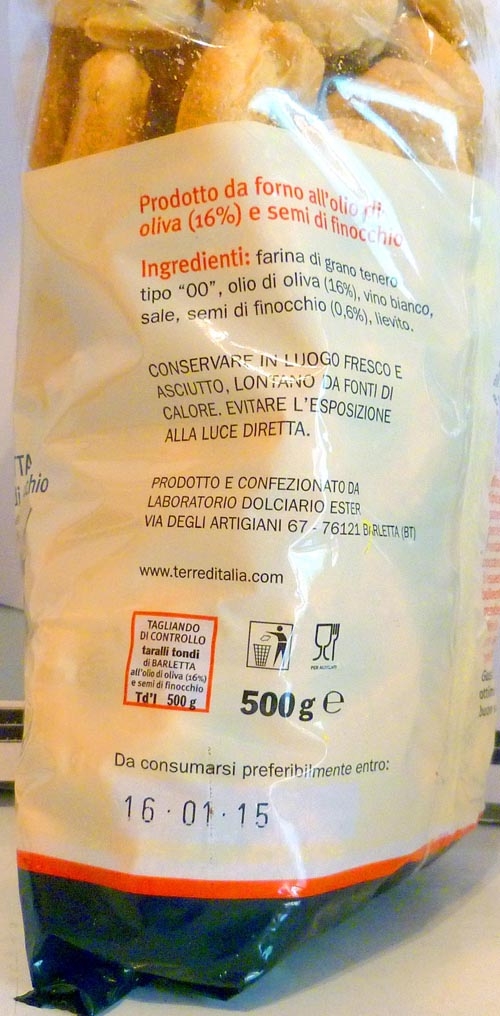 Prodotto da forno all'olio di
oliva (16%) e semi di finocchio
Ingredienti: farina di grano tenero
tipo "00", olio di oliva (16%), vino bianco,
sale, semi di finocchio (0,6%), lievito.
CONSERVARE IN LUOGO FRESCO E
ASCIUTTO, LONTANO DA FONTI DI
CALORE. EVITARE L'ESPOSIZIONE
ALLA LUCE DIRETTA.
PRODOTTO E CONFEZIONATO DA
LABORATORIO DOLCIARIO ESTER
VIA DEGLI ARTIGIANI 67 - 76121 BARLETTA (BT)
www.terreditalia.com
TAGLIANDO
DI CONTROLLO
taralli tondi
di BARLETTA
all'olio di oliva (16%)
e semi di finocchio
Td'I 500 g
PER ALIMENTI
500 g e
Da consumarsi preferibilmente entro:
16·01·15